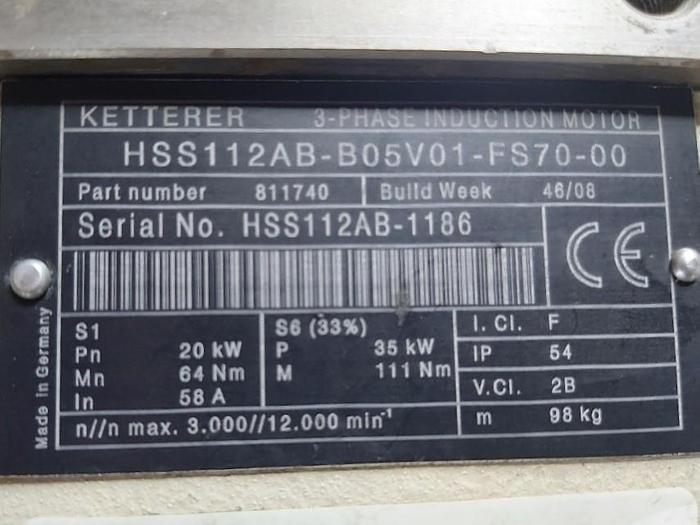 KETTERER 3-PHASE INDUCTION MOTOR
HSS112AB-B05V01-FS70-00
Part number 811740 Build Week 46/08
Serial No. HSS112AB-1186
CE
S1
Pn 20 kW
Mn 64 Nm
In 58 A
S6 (33%)
P 35 kW
M 111 Nm
I. Cl. F
IP 54
V.Cl. 2B
n//n max. 3.000//12.000 min⁻¹
m 98 kg
Made in Germany